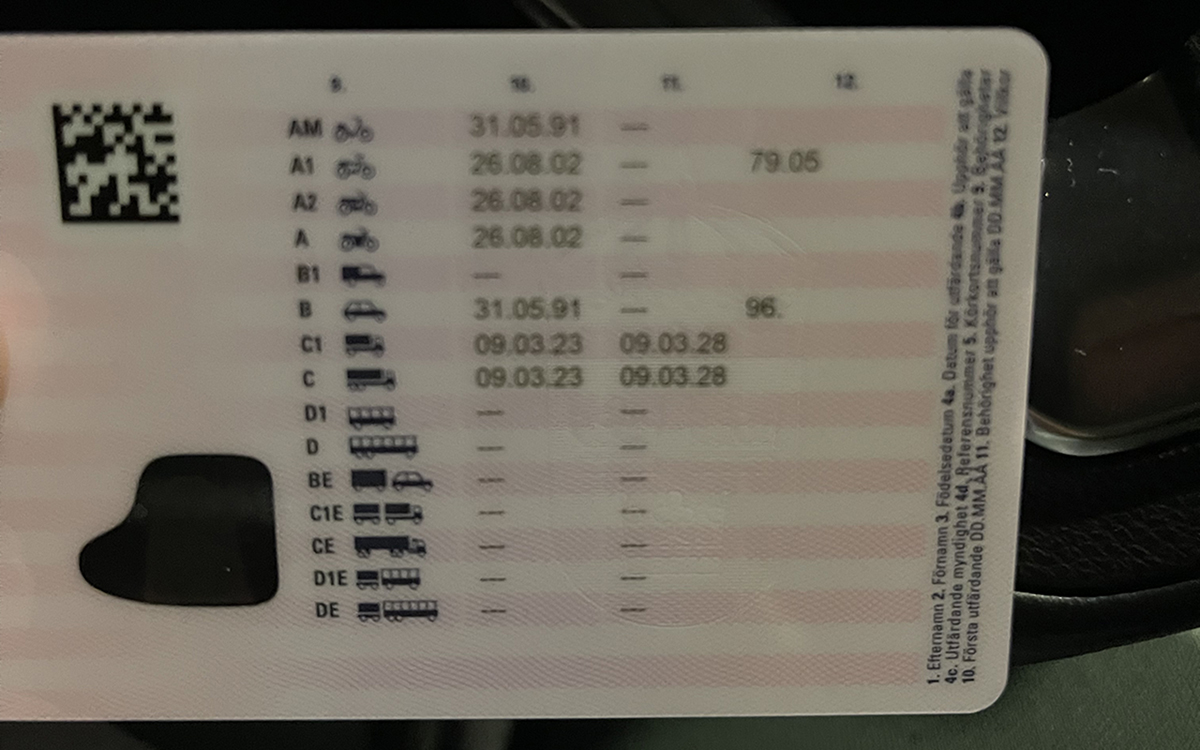 9. 10. 11. 12.
AM 31.05.91 —
A1 26.08.02 — 79.05
A2 26.08.02 —
A 26.08.02 —
B1 — —
B 31.05.91 — 96.
C1 09.03.23 09.03.28
C 09.03.23 09.03.28
D1 — —
D — —
BE — —
C1E — —
CE — —
D1E — —
DE — —
1. Efternamn 2. Förnamn 3. Födelsedatum 4a. Datum för utfärdande 4b. Upphör att gälla
4c. Utfärdande myndighet 4d. Referensnummer 5. Körkortsnummer 9. Behörigheter
10. Första utfärdande DD.MM.ÅÅ 11. Behörighet upphör att gälla DD.MM.ÅÅ 12. Villkor